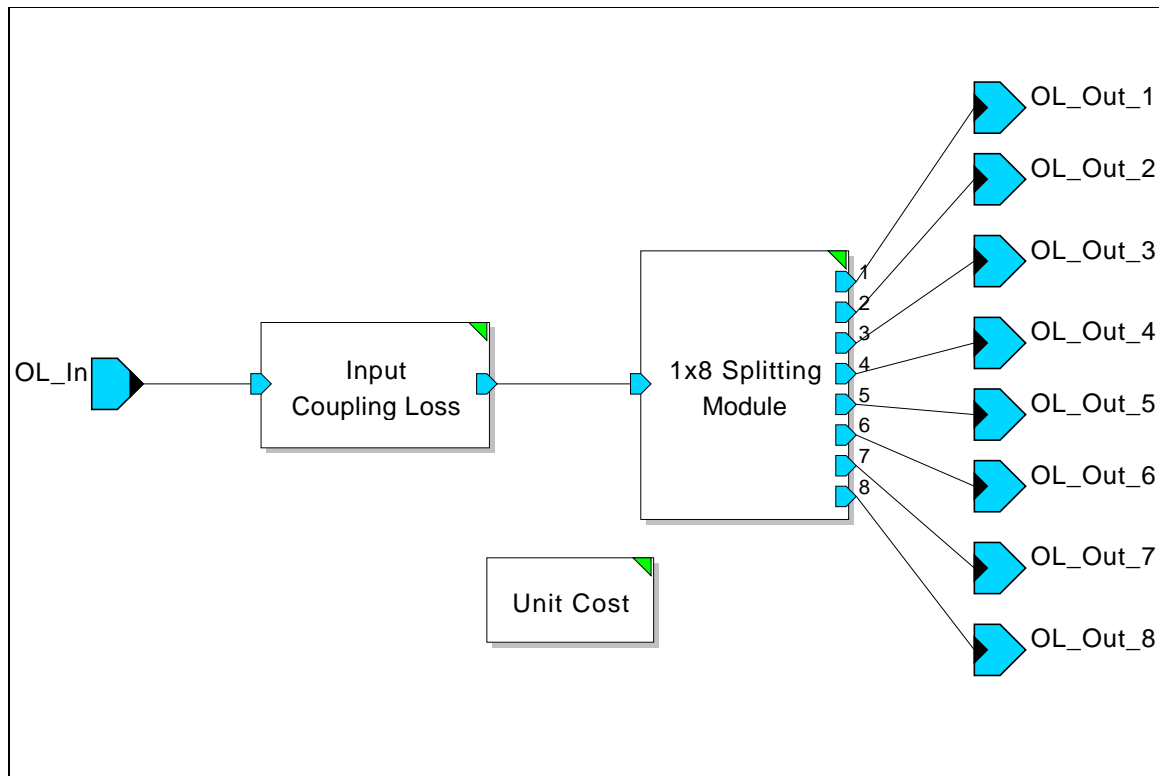 OL_In
Input
Coupling Loss
1x8 Splitting
Module
1
2
3
4
5
6
7
8
OL_Out_1
OL_Out_2
OL_Out_3
OL_Out_4
OL_Out_5
OL_Out_6
OL_Out_7
OL_Out_8
Unit Cost